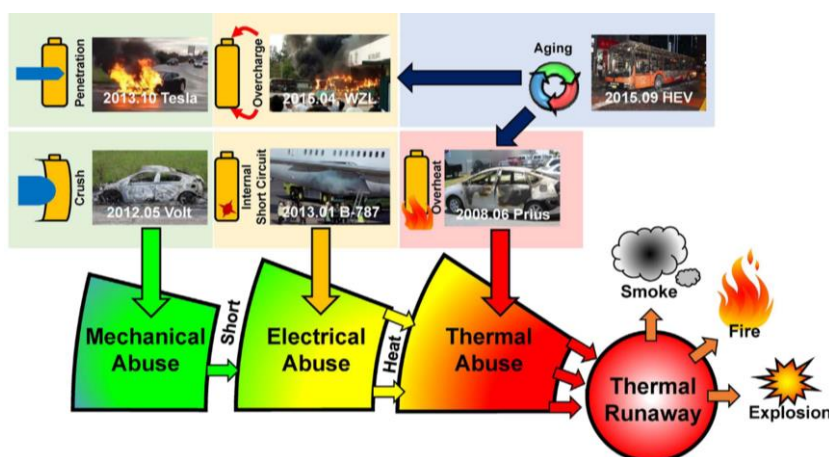 Penetration
2013.10 Tesla
Overcharge
2015.04. WZL
Aging
2015.09 HEV
Crush
2012.05 Volt
Internal
Short Circuit
2013.01 B-787
Overheat
2008.06 Prius
Mechanical
Abuse
Short
Electrical
Abuse
Heat
Thermal
Abuse
Thermal
Runaway
Smoke
Fire
Explosion